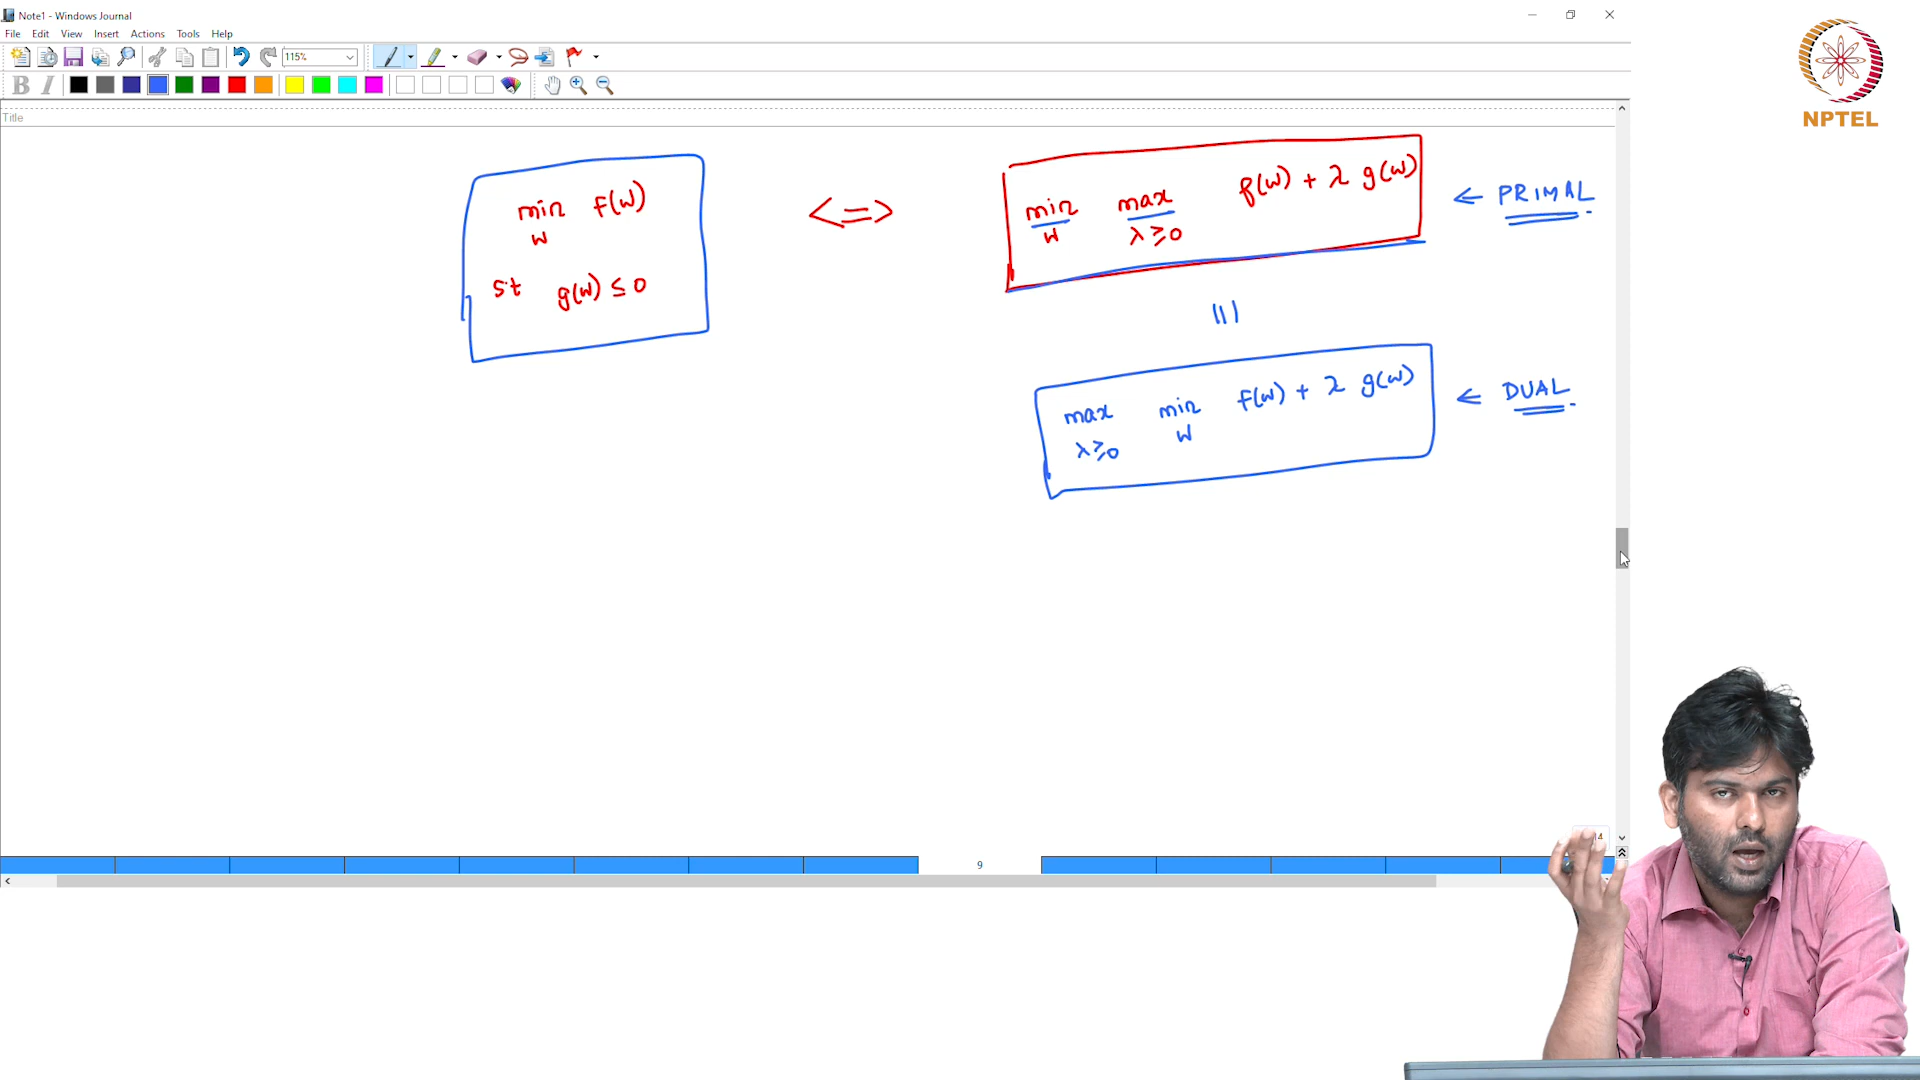 Note1 - Windows Journal
File Edit View Insert Actions Tools Help
115%
B I
Title
NPTEL
min f(w)
w
s.t g(w) ≤ 0
<=>
min max f(w) + λ g(w)
w λ ≥ 0
← PRIMAL
|||
max min f(w) + λ g(w)
λ ≥ 0 w
← DUAL
9